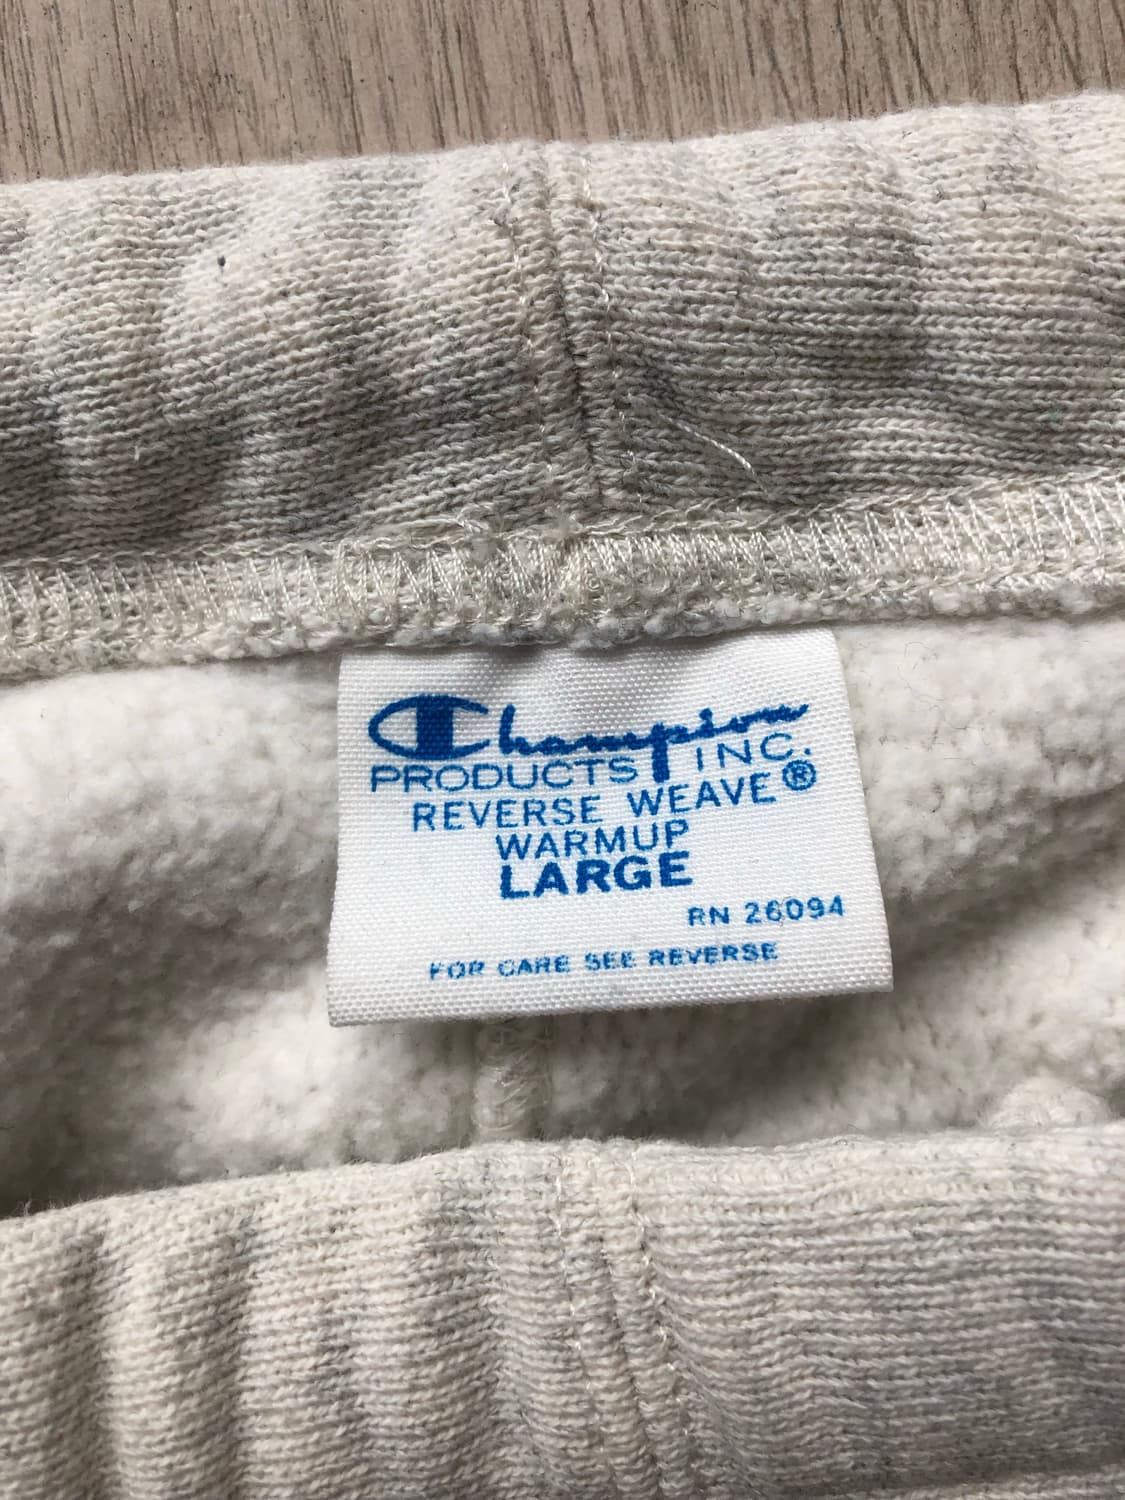 Champion
PRODUCTS INC.
REVERSE WEAVE®
WARMUP
LARGE
RN 26094
FOR CARE SEE REVERSE